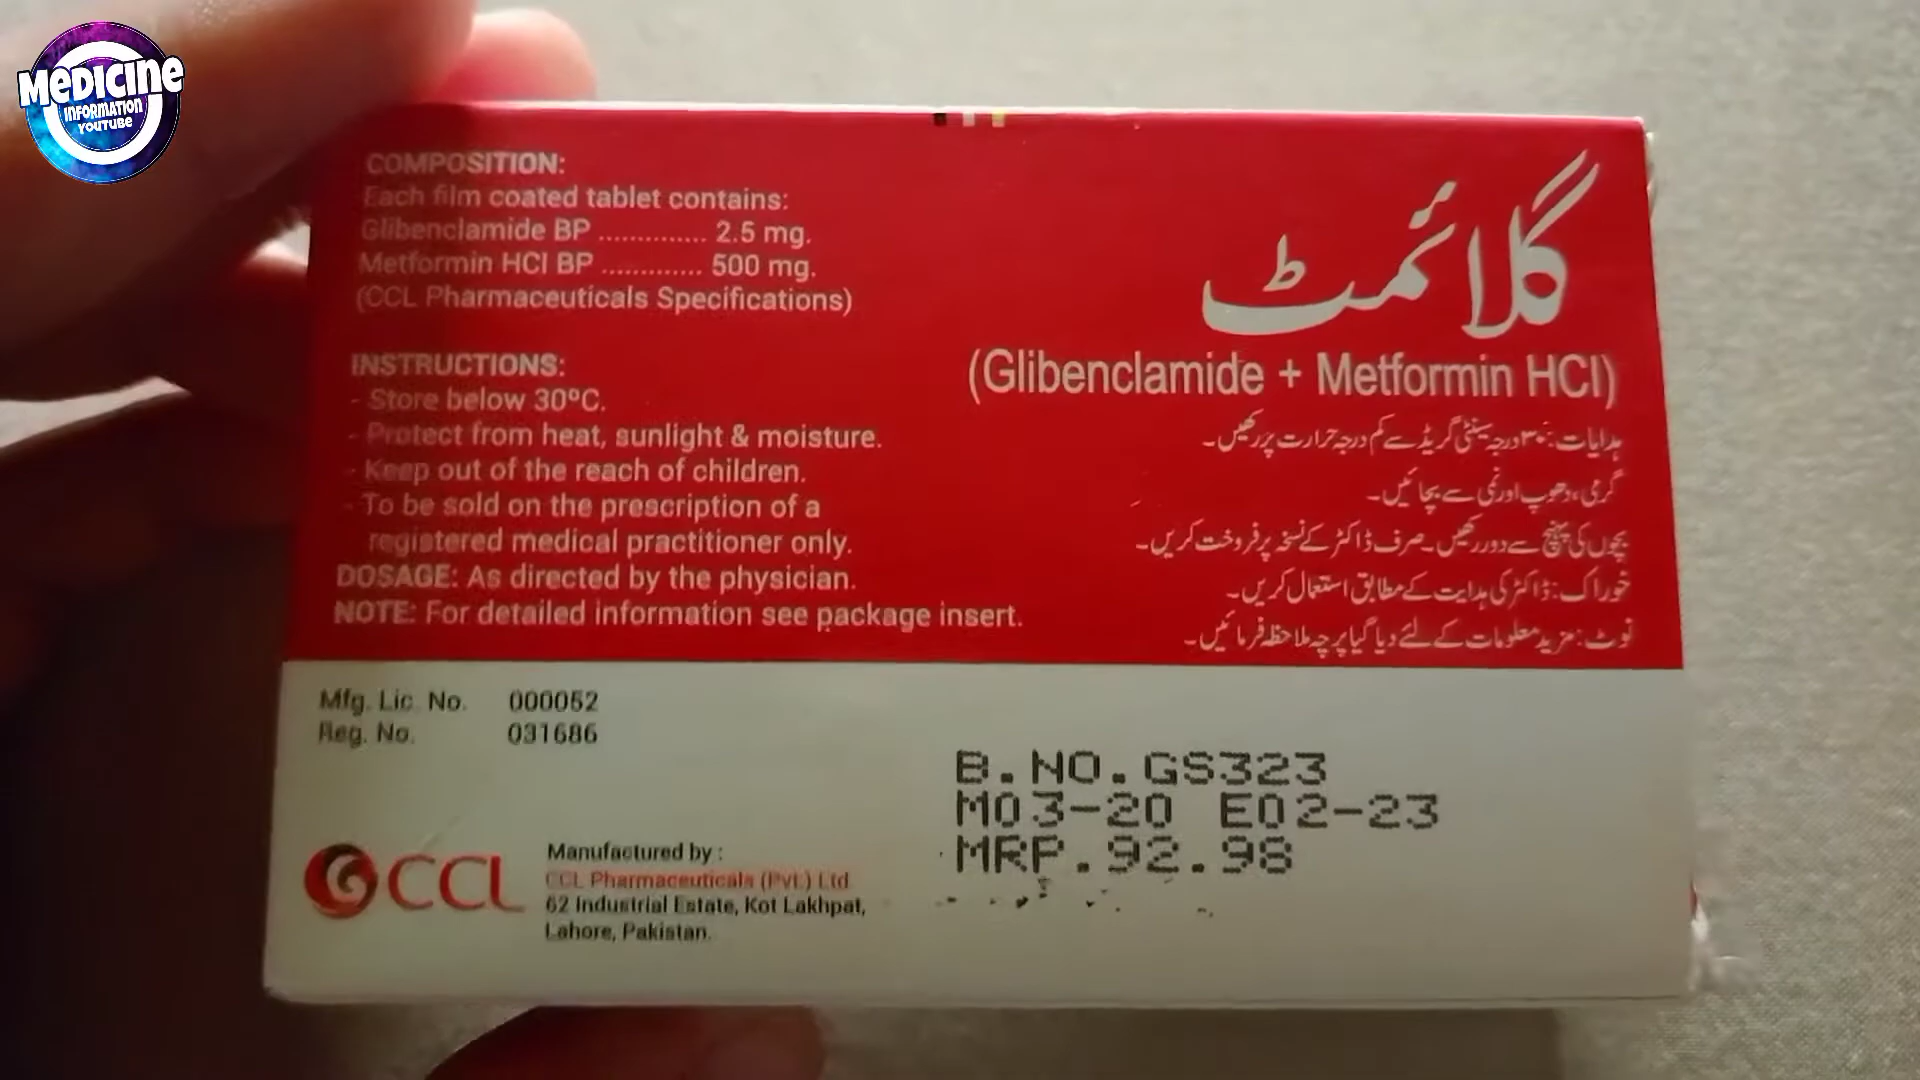 MEDICINE
INFORMATION
YOUTUBE
COMPOSITION:
Each film coated tablet contains:
Glibenclamide BP .............. 2.5 mg.
Metformin HCl BP ............. 500 mg.
(CCL Pharmaceuticals Specifications)
INSTRUCTIONS:
- Store below 30ºC.
- Protect from heat, sunlight & moisture.
- Keep out of the reach of children.
- To be sold on the prescription of a
registered medical practitioner only.
DOSAGE: As directed by the physician.
NOTE: For detailed information see package insert.
گلائمٹ
(Glibenclamide + Metformin HCl)
ہدایات: ۳۰ درجہ سینٹی گریڈ سے کم درجہ حرارت پر رکھیں۔
گرمی، دھوپ اور نمی سے بچائیں۔
بچوں کی پہنچ سے دور رکھیں۔ صرف ڈاکٹر کے نسخہ پر فروخت کریں۔
خوراک: ڈاکٹر کی ہدایت کے مطابق استعمال کریں۔
نوٹ: مزید معلومات کے لئے دیا گیا پرچہ ملاحظہ فرمائیں۔
Mfg. Lic. No. 000052
Reg. No. 031686
CCL
Manufactured by :
CCL Pharmaceuticals (Pvt.) Ltd.
62 Industrial Estate, Kot Lakhpat,
Lahore, Pakistan.
B.NO.GS323
M03-20 E02-23
MRP.92.98